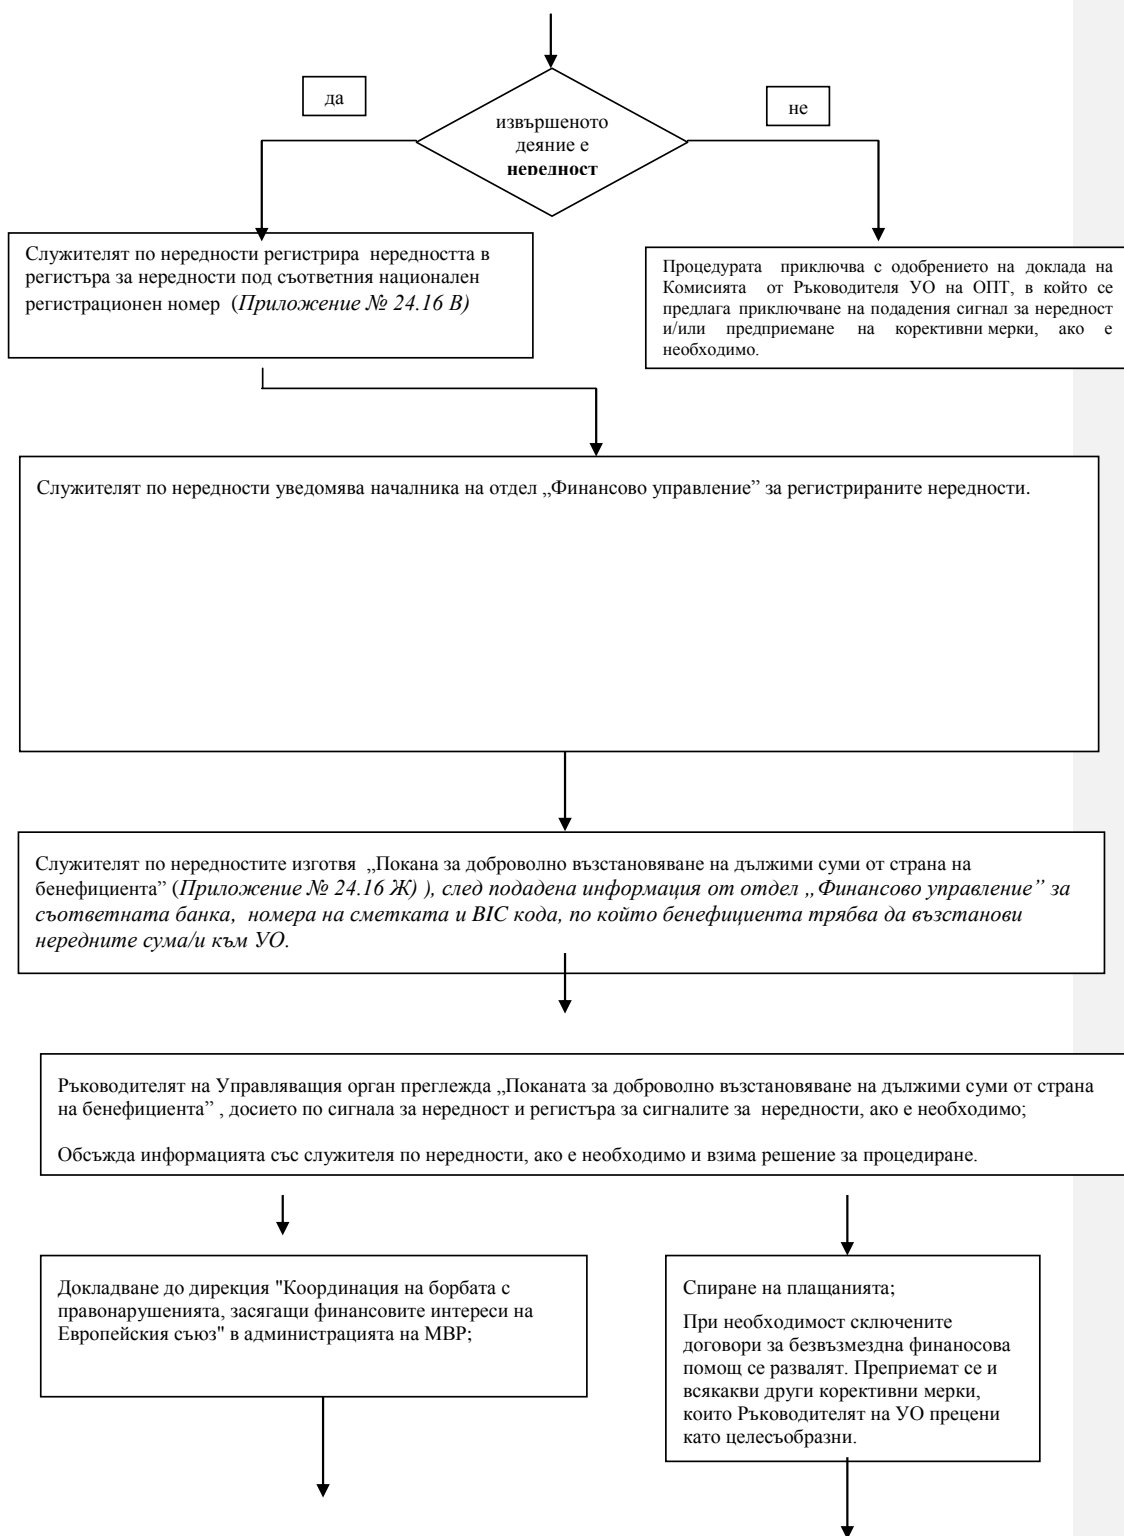 да
не
извършеното
деяние е
нередност
Служителят по нередности регистрира нередността в
регистъра за нередности под съответния национален
регистрационен номер (Приложение № 24.16 В)
Процедурата приключва с одобрението на доклада на
Комисията от Ръководителя УО на ОПТ, в който се
предлага приключване на подадения сигнал за нередност
и/или предприемане на корективни мерки, ако е
необходимо.
Служителят по нередности уведомява началника на отдел „Финансово управление” за регистрираните нередности.
Служителят по нередностите изготвя „Покана за доброволно възстановяване на дължими суми от страна на
бенефициента” (Приложение № 24.16 Ж) ), след подадена информация от отдел „Финансово управление” за
съответната банка, номера на сметката и BIC кода, по който бенефициента трябва да възстанови
нередните сума/и към УО.
Ръководителят на Управляващия орган преглежда „Поканата за доброволно възстановяване на дължими суми от страна
на бенефициента” , досието по сигнала за нередност и регистъра за сигналите за нередности, ако е необходимо;
Обсъжда информацията със служителя по нередности, ако е необходимо и взима решение за процедиране.
Докладване до дирекция "Координация на борбата с
правонарушенията, засягащи финансовите интереси на
Европейския съюз" в администрацията на МВР;
Спиране на плащанията;
При необходимост сключените
договори за безвъзмездна финаносова
помощ се развалят. Преприемат се и
всякакви други корективни мерки,
които Ръководителят на УО прецени
като целесъобразни.